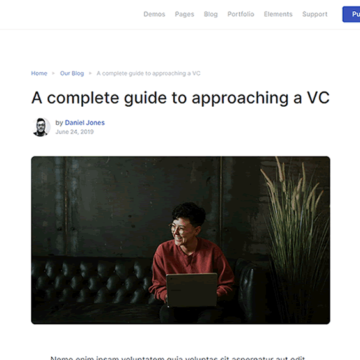 Demos Pages Blog Portfolio Elements Support Pu
Home Our Blog A complete guide to approaching a VC
A complete guide to approaching a VC
by Daniel Jones
June 24, 2019
Nemo enim ipsam voluptatem quia voluptas sit aspernatur aut odit